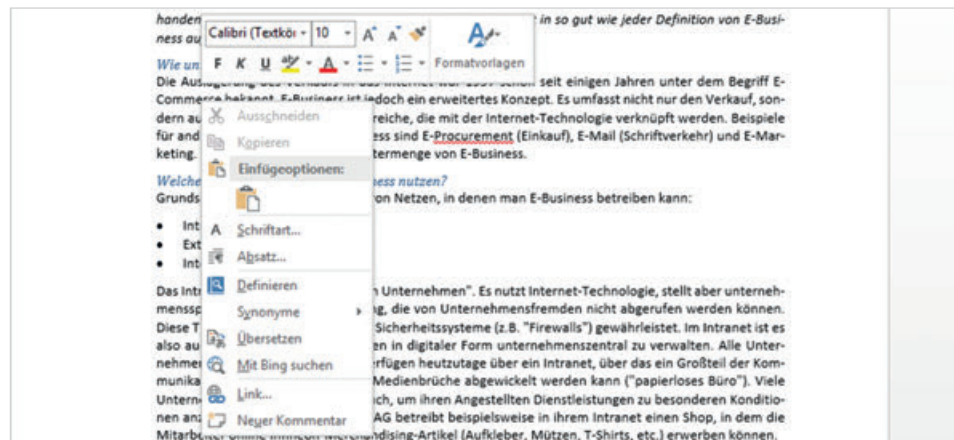 handen in so gut wie jeder Definition von E-Busi-
ness au
Calibri (Textkör 10
F K U Formatvorlagen
Wie un
Die Auslagerung des Verkaufs in das Internet war 1997 schon seit einigen Jahren unter dem Begriff E-
Commerce bekannt. E-Business ist jedoch ein erweitertes Konzept. Es umfasst nicht nur den Verkauf, son-
dern au reiche, die mit der Internet-Technologie verknüpft werden. Beispiele
für and ess sind E-Procurement (Einkauf), E-Mail (Schriftverkehr) und E-Mar-
keting. termenge von E-Business.
Welche ness nutzen?
Grunds von Netzen, in denen man E-Business betreiben kann:
Int
Ext
Int
Das Intr n Unternehmen". Es nutzt Internet-Technologie, stellt aber unterneh-
menssp ng, die von Unternehmensfremden nicht abgerufen werden können.
Diese T Sicherheitssysteme (z.B. "Firewalls") gewährleistet. Im Intranet ist es
also au en in digitaler Form unternehmenszentral zu verwalten. Alle Unter-
nehmen erfügen heutzutage über ein Intranet, über das ein Großteil der Kom-
munika Medienbrüche abgewickelt werden kann ("papierloses Büro"). Viele
Untern ch, um ihren Angestellten Dienstleistungen zu besonderen Konditio-
nen anz AG betreibt beispielsweise in ihrem Intranet einen Shop, in dem die
Mitarbeiter online Infineon Merchandising-Artikel (Aufkleber, Mützen, T-Shirts, etc.) erwerben können.
Ausschneiden
Kopieren
Einfügeoptionen:
A Schriftart...
Absatz...
Definieren
Synonyme
Übersetzen
Mit Bing suchen
Link...
Neuer Kommentar